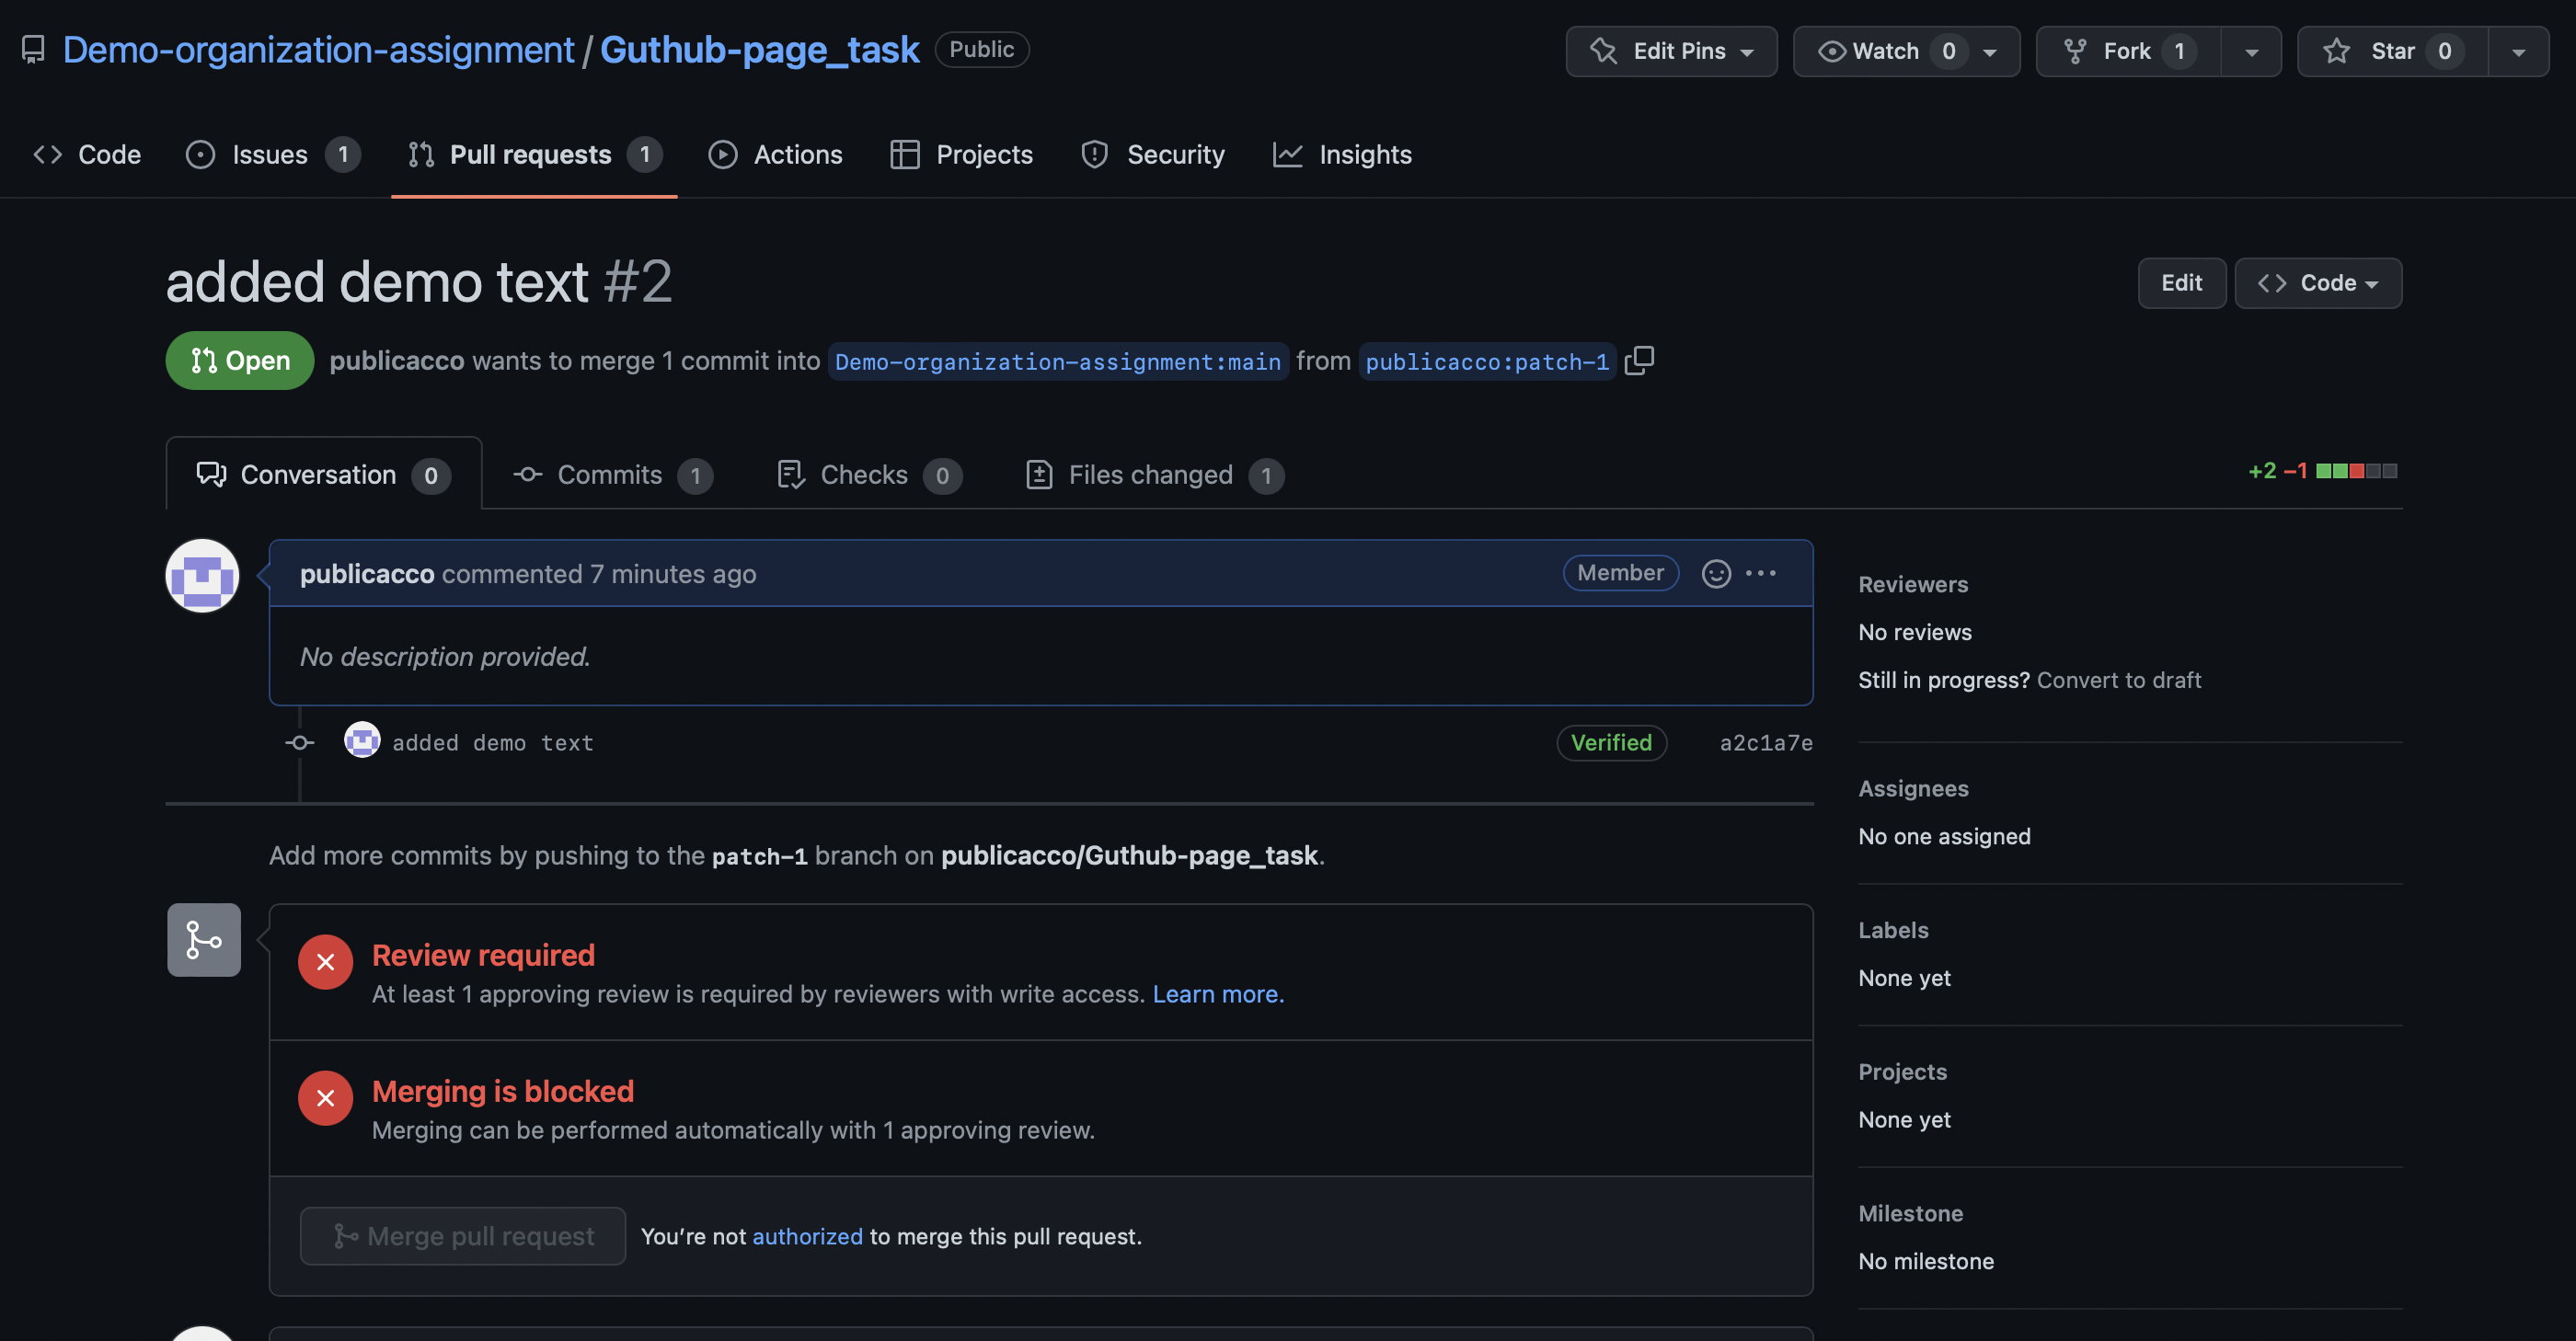 Demo-organization-assignment / Guthub-page_task Public
Edit Pins Watch 0 Fork 1 Star 0
Code Issues 1 Pull requests 1 Actions Projects Security Insights
added demo text #2
Edit Code
Open publicacco wants to merge 1 commit into Demo-organization-assignment:main from publicacco:patch-1
Conversation 0 Commits 1 Checks 0 Files changed 1
+2 −1
publicacco commented 7 minutes ago Member
No description provided.
added demo text Verified a2c1a7e
Add more commits by pushing to the patch-1 branch on publicacco/Guthub-page_task.
Review required
At least 1 approving review is required by reviewers with write access. Learn more.
Merging is blocked
Merging can be performed automatically with 1 approving review.
Merge pull request You’re not authorized to merge this pull request.
Reviewers
No reviews
Still in progress? Convert to draft
Assignees
No one assigned
Labels
None yet
Projects
None yet
Milestone
No milestone